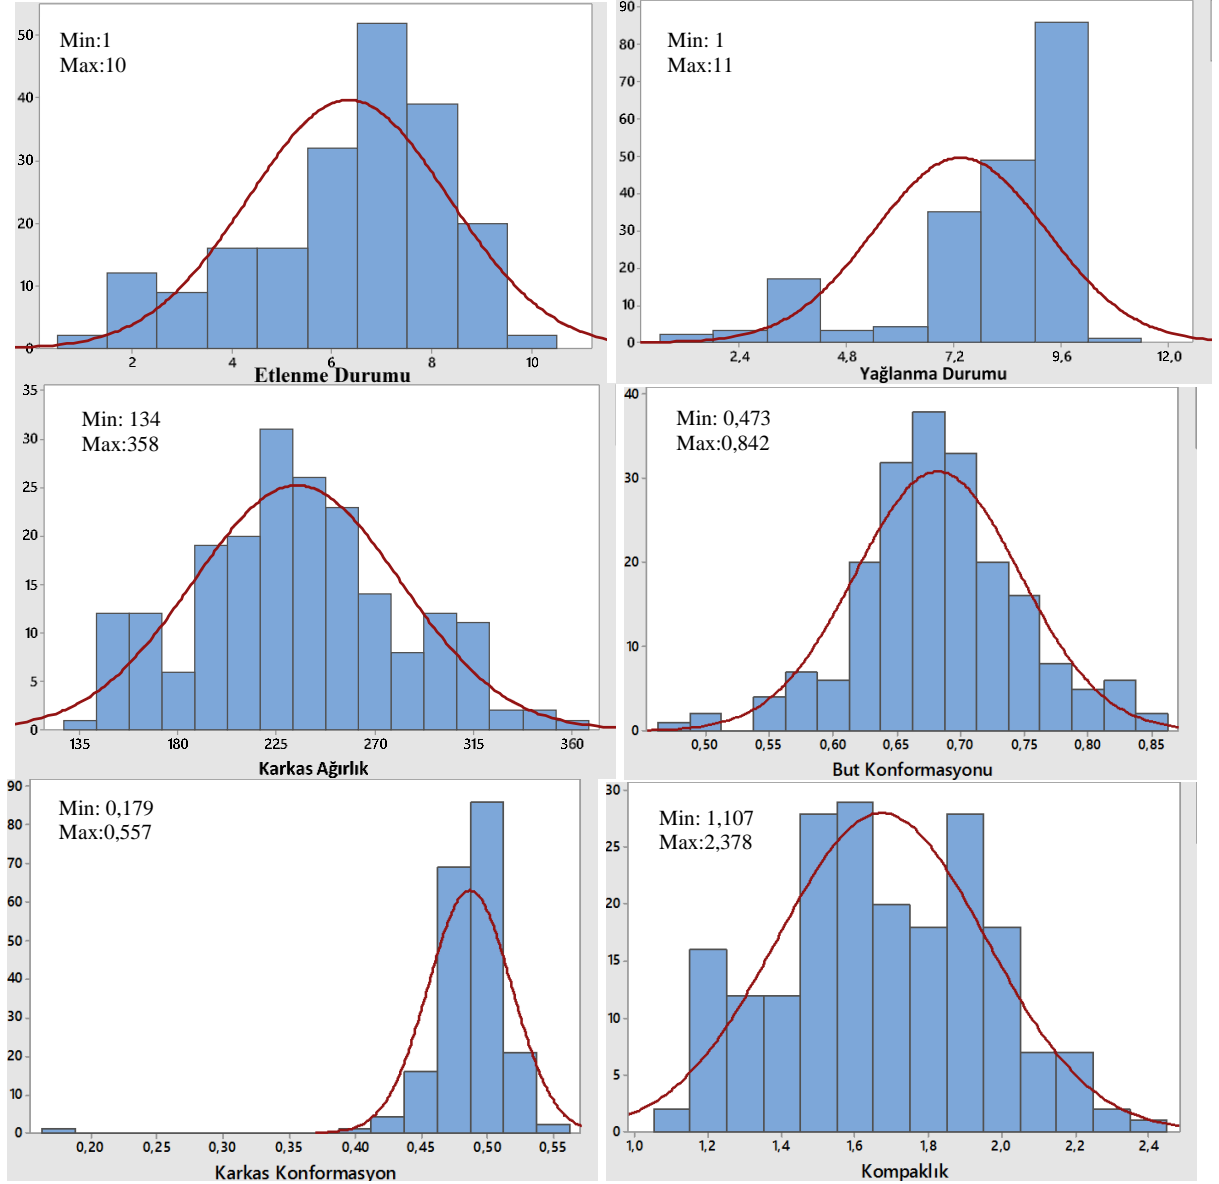 Min:1
Max:10
50
40
30
20
10
0
2 4 6 8 10
Etlenme Durumu
Min: 1
Max:11
90
80
70
60
50
40
30
20
10
0
2,4 4,8 7,2 9,6 12,0
Yağlanma Durumu
Min: 134
Max:358
35
30
25
20
15
10
5
0
135 180 225 270 315 360
Karkas Ağırlık
Min: 0,473
Max:0,842
40
30
20
10
0
0,50 0,55 0,60 0,65 0,70 0,75 0,80 0,85
But Konformasyonu
Min: 0,179
Max:0,557
90
80
70
60
50
40
30
20
10
0
0,20 0,25 0,30 0,35 0,40 0,45 0,50 0,55
Karkas Konformasyon
Min: 1,107
Max:2,378
30
25
20
15
10
5
0
1,0 1,2 1,4 1,6 1,8 2,0 2,2 2,4
Kompaklık